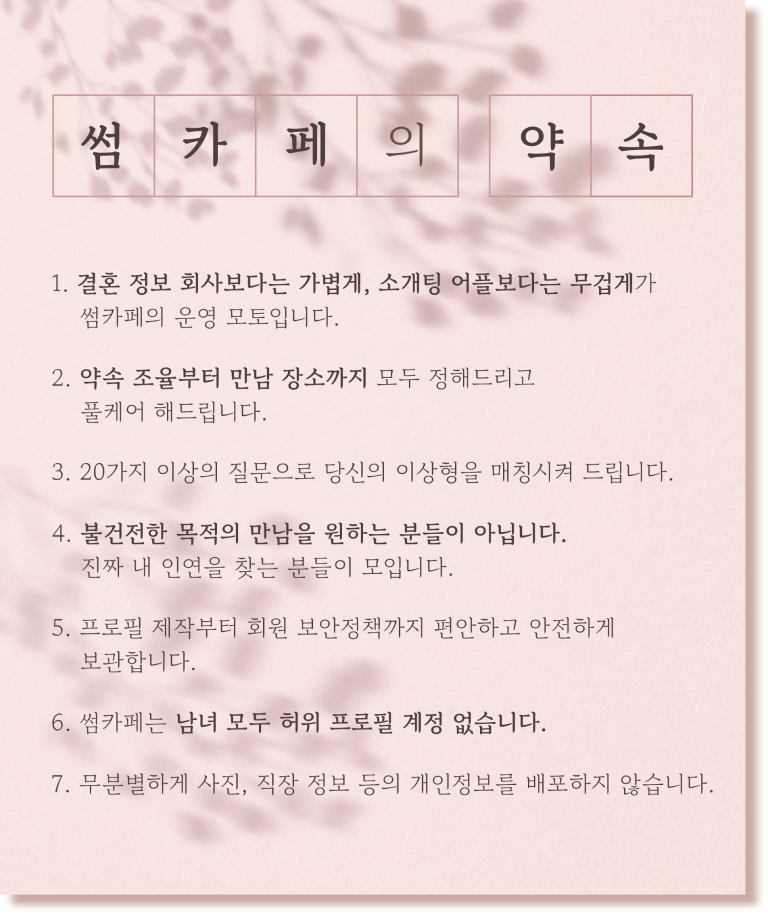 썸카페의 약속
1. 결혼 정보 회사보다는 가볍게, 소개팅 어플보다는 무겁게가
썸카페의 운영 모토입니다.
2. 약속 조율부터 만남 장소까지 모두 정해드리고
풀케어 해드립니다.
3. 20가지 이상의 질문으로 당신의 이상형을 매칭시켜 드립니다.
4. 불건전한 목적의 만남을 원하는 분들이 아닙니다.
진짜 내 인연을 찾는 분들이 모입니다.
5. 프로필 제작부터 회원 보안정책까지 편안하고 안전하게
보관합니다.
6. 썸카페는 남녀 모두 허위 프로필 계정 없습니다.
7. 무분별하게 사진, 직장 정보 등의 개인정보를 배포하지 않습니다.